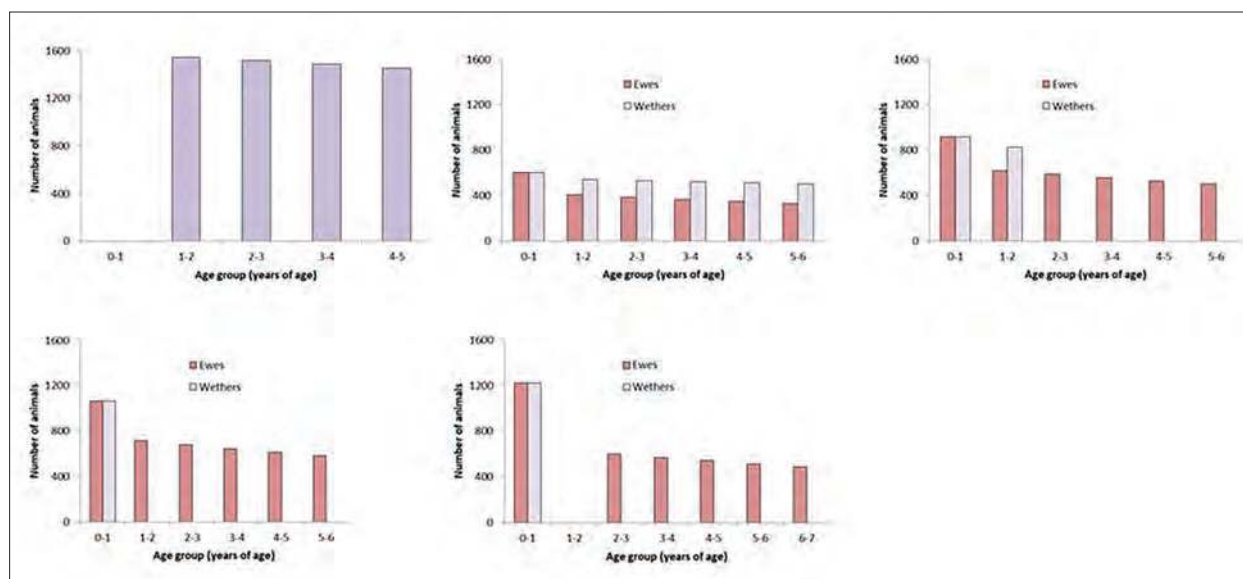 Number of animals
1600
1200
800
400
0
0-1 1-2 2-3 3-4 4-5
Age group (years of age)
Number of animals
1600
1200
800
400
0
Ewes
Wethers
0-1 1-2 2-3 3-4 4-5 5-6
Age group (years of age)
Number of animals
1600
1200
800
400
0
Ewes
Wethers
0-1 1-2 2-3 3-4 4-5 5-6
Age group (years of age)
Number of animals
1600
1200
800
400
0
Ewes
Wethers
0-1 1-2 2-3 3-4 4-5 5-6
Age group (years of age)
Number of animals
1600
1200
800
400
0
Ewes
Wethers
0-1 1-2 2-3 3-4 4-5 5-6 6-7
Age group (years of age)